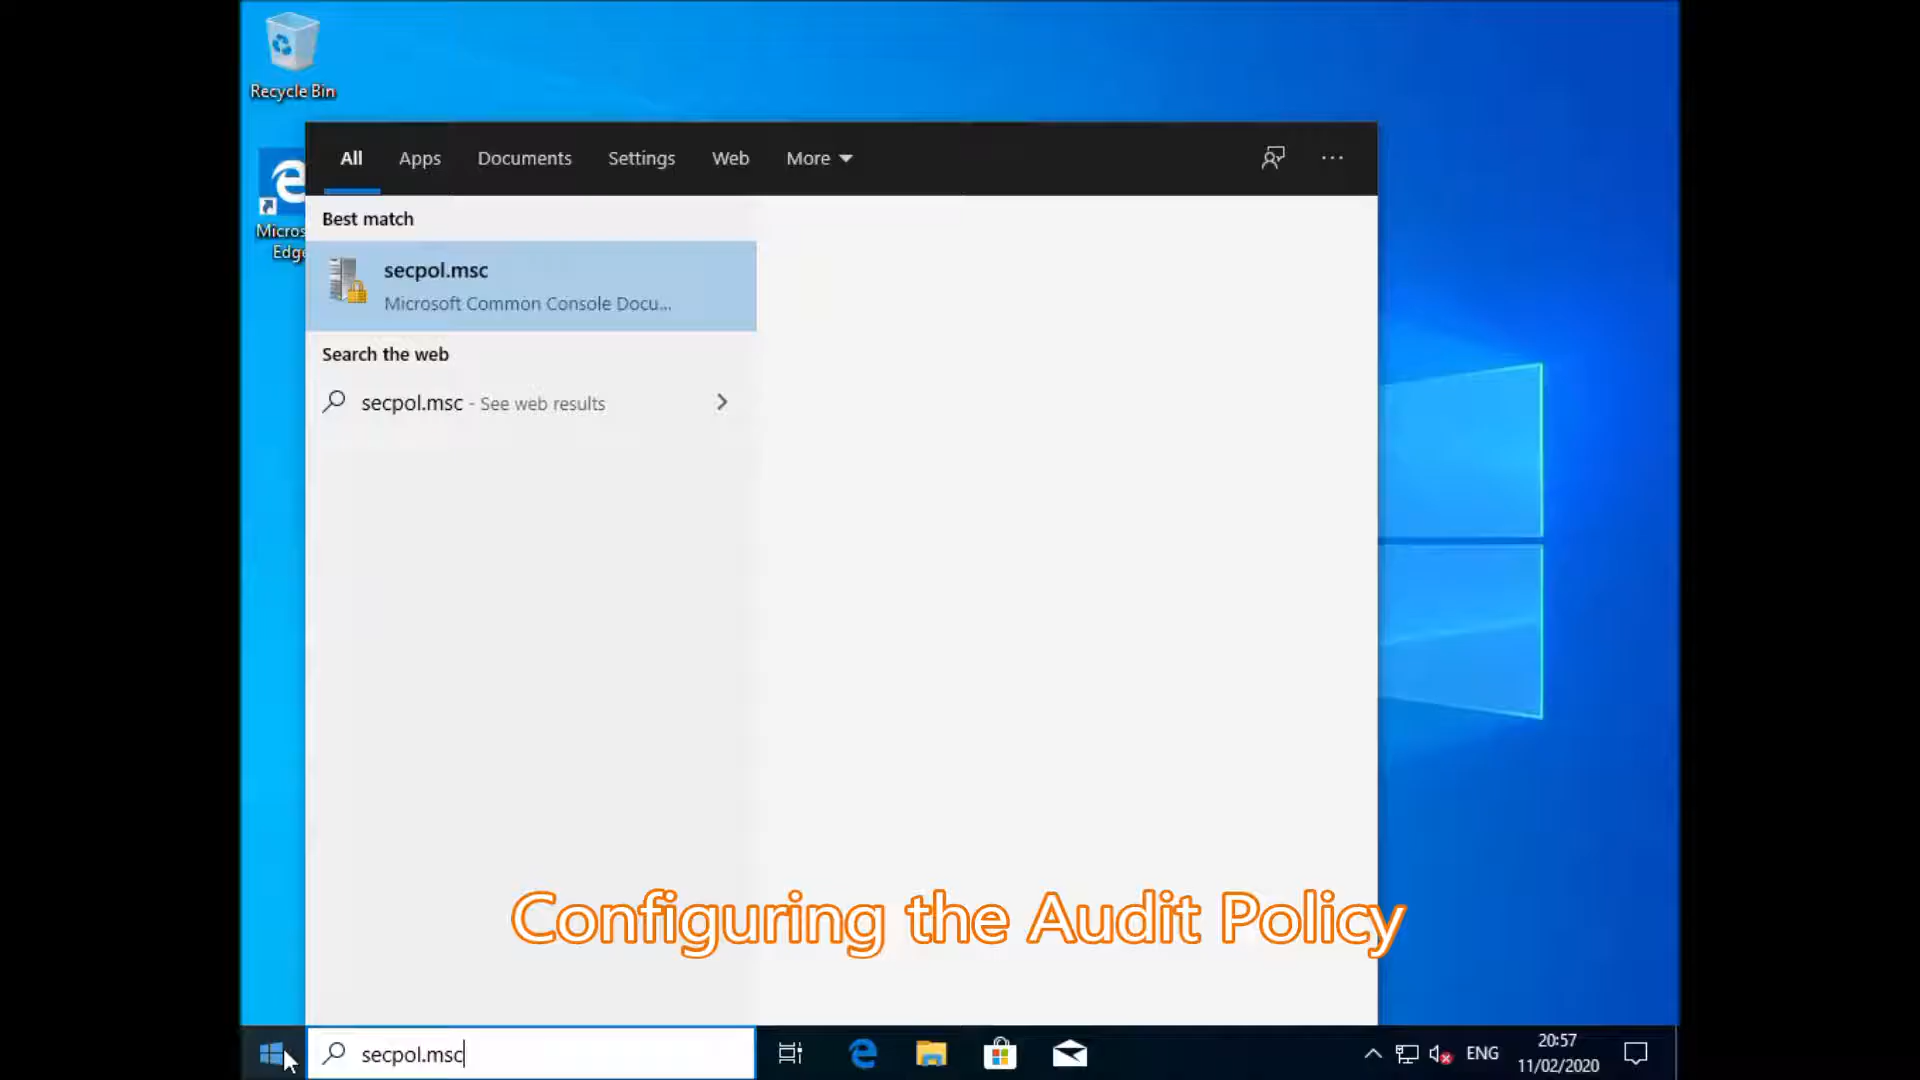 Recycle Bin
Micros
Edge
All
Apps
Documents
Settings
Web
More
Best match
secpol.msc
Microsoft Common Console Docu...
Search the web
secpol.msc - See web results
Configuring the Audit Policy
secpol.msc
ENG
20:57
11/02/2020